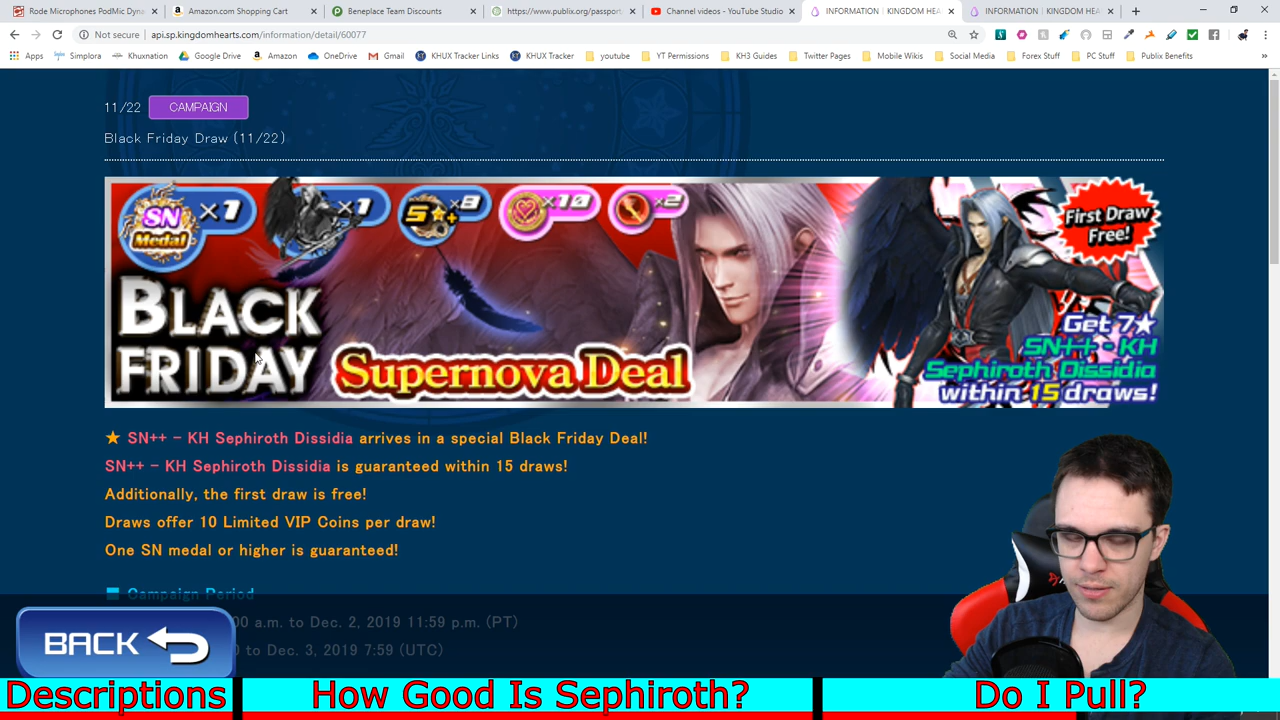 Rode Microphones PodMic Dyna
Amazon.com Shopping Cart
Beneplace Team Discounts
https://www.publix.org/passport
Channel videos - YouTube Studio
INFORMATION | KINGDOM HEA
INFORMATION | KINGDOM HEA
Not secure | api.sp.kingdomhearts.com/information/detail/60077
Apps Simplora Khuxnation Google Drive Amazon OneDrive Gmail KHUX Tracker Links KHUX Tracker youtube YT Permissions KH3 Guides Twitter Pages Mobile Wikis Social Media Forex Stuff PC Stuff Publix Benefits
11/22 CAMPAIGN
Black Friday Draw (11/22)
SN Medal x1 x1 5★+ x8 x10 x2
First Draw
Free!
BLACK
FRIDAY
Supernova Deal
Get 7★
SN++ - KH
Sephiroth Dissidia
within 15 draws!
★ SN++ - KH Sephiroth Dissidia arrives in a special Black Friday Deal!
SN++ - KH Sephiroth Dissidia is guaranteed within 15 draws!
Additionally, the first draw is free!
Draws offer 10 Limited VIP Coins per draw!
One SN medal or higher is guaranteed!
■ Campaign Period
a.m. to Dec. 2, 2019 11:59 p.m. (PT)
to Dec. 3, 2019 7:59 (UTC)
BACK
Descriptions
How Good Is Sephiroth?
Do I Pull?